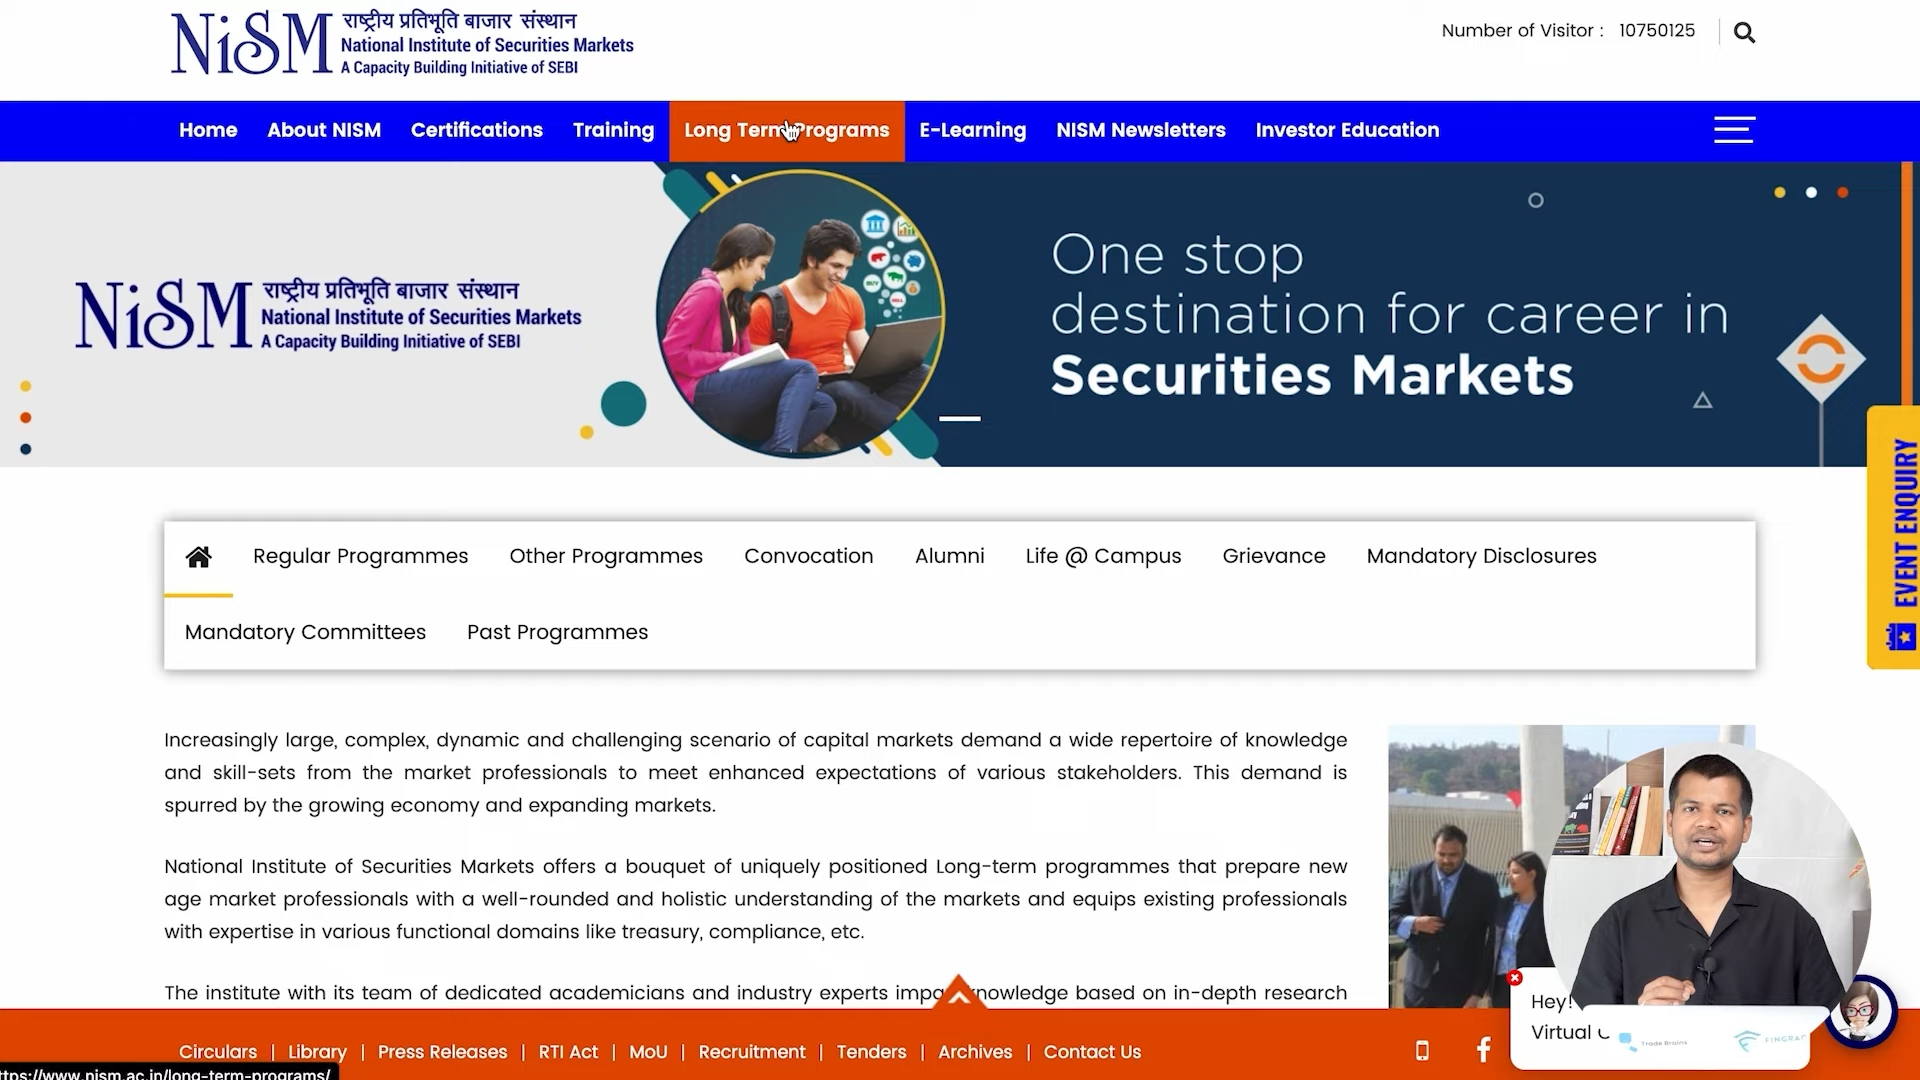 राष्ट्रीय प्रतिभूति बाजार संस्थान
NiSM National Institute of Securities Markets
A Capacity Building Initiative of SEBI
Number of Visitor : 10750125
Home About NISM Certifications Training Long Term Programs E-Learning NISM Newsletters Investor Education
राष्ट्रीय प्रतिभूति बाजार संस्थान
NiSM National Institute of Securities Markets
A Capacity Building Initiative of SEBI
BUY
SELL
One stop
destination for career in
Securities Markets
EVENT ENQUIRY
Regular Programmes Other Programmes Convocation Alumni Life @ Campus Grievance Mandatory Disclosures
Mandatory Committees Past Programmes
Increasingly large, complex, dynamic and challenging scenario of capital markets demand a wide repertoire of knowledge
and skill-sets from the market professionals to meet enhanced expectations of various stakeholders. This demand is
spurred by the growing economy and expanding markets.
National Institute of Securities Markets offers a bouquet of uniquely positioned Long-term programmes that prepare new
age market professionals with a well-rounded and holistic understanding of the markets and equips existing professionals
with expertise in various functional domains like treasury, compliance, etc.
The institute with its team of dedicated academicians and industry experts impa knowledge based on in-depth research
Hey!
Virtual
Trade Brains FINGRA
Circulars | Library | Press Releases | RTI Act | MoU | Recruitment | Tenders | Archives | Contact Us
ttps://www.nism.ac.in/long-term-programs/